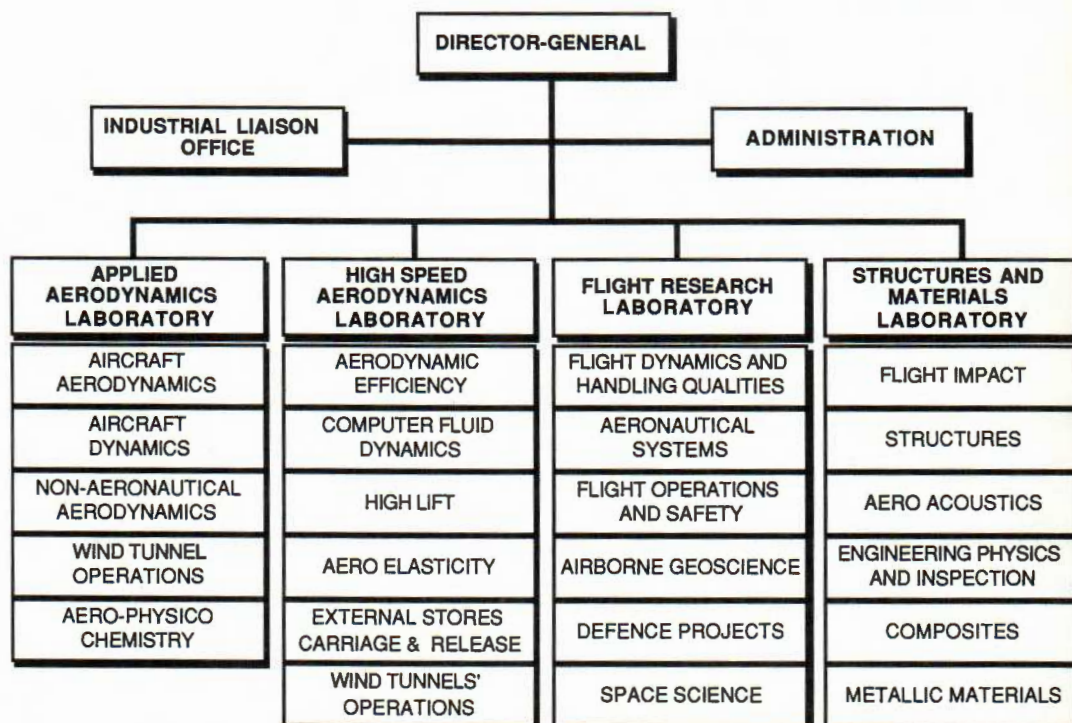 DIRECTOR-GENERAL
INDUSTRIAL LIAISON
OFFICE
ADMINISTRATION
APPLIED
AERODYNAMICS
LABORATORY
AIRCRAFT
AERODYNAMICS
AIRCRAFT
DYNAMICS
NON-AERONAUTICAL
AERODYNAMICS
WIND TUNNEL
OPERATIONS
AERO-PHYSICO
CHEMISTRY
HIGH SPEED
AERODYNAMICS
LABORATORY
AERODYNAMIC
EFFICIENCY
COMPUTER FLUID
DYNAMICS
HIGH LIFT
AERO ELASTICITY
EXTERNAL STORES
CARRIAGE & RELEASE
WIND TUNNELS'
OPERATIONS
FLIGHT RESEARCH
LABORATORY
FLIGHT DYNAMICS AND
HANDLING QUALITIES
AERONAUTICAL
SYSTEMS
FLIGHT OPERATIONS
AND SAFETY
AIRBORNE GEOSCIENCE
DEFENCE PROJECTS
SPACE SCIENCE
STRUCTURES AND
MATERIALS
LABORATORY
FLIGHT IMPACT
STRUCTURES
AERO ACOUSTICS
ENGINEERING PHYSICS
AND INSPECTION
COMPOSITES
METALLIC MATERIALS